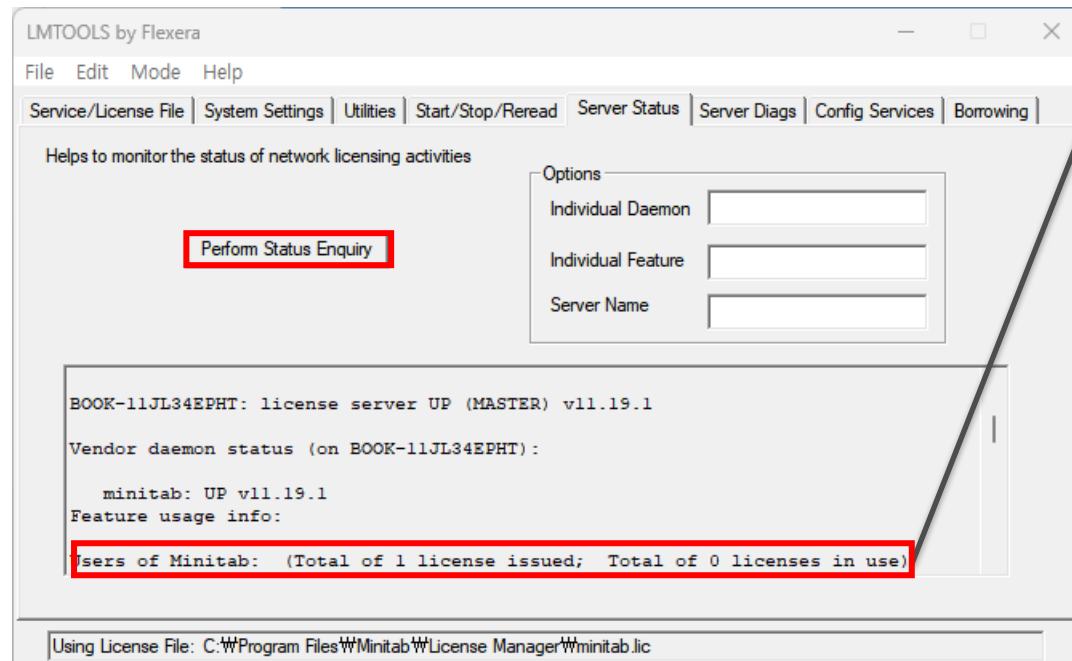 LMTOOLS by Flexera
File Edit Mode Help
Service/License File System Settings Utilities Start/Stop/Reread Server Status Server Diags Config Services Borrowing
Helps to monitor the status of network licensing activities
Options
Individual Daemon
Perform Status Enquiry
Individual Feature
Server Name
BOOK-11JL34EPHT: license server UP (MASTER) v11.19.1
Vendor daemon status (on BOOK-11JL34EPHT):
minitab: UP v11.19.1
Feature usage info:
Users of Minitab: (Total of 1 license issued; Total of 0 licenses in use)
Using License File: C:₩Program Files₩Minitab₩License Manager₩minitab.lic